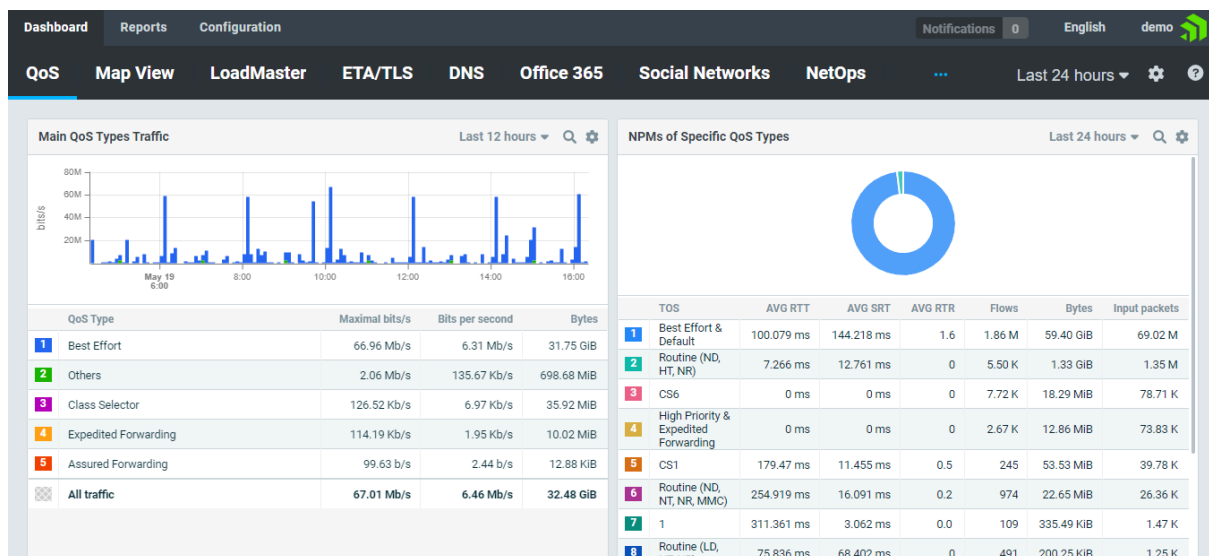 Dashboard Reports Configuration Notifications 0 English demo
QoS Map View LoadMaster ETA/TLS DNS Office 365 Social Networks NetOps ... Last 24 hours ?
Main QoS Types Traffic Last 12 hours
80M
60M
40M
20M
bits/s
May 19
6:00 8:00 10:00 12:00 14:00 16:00
QoS Type Maximal bits/s Bits per second Bytes
1 Best Effort 66.96 Mb/s 6.31 Mb/s 31.75 GiB
2 Others 2.06 Mb/s 135.67 Kb/s 698.68 MiB
3 Class Selector 126.52 Kb/s 6.97 Kb/s 35.92 MiB
4 Expedited Forwarding 114.19 Kb/s 1.95 Kb/s 10.02 MiB
5 Assured Forwarding 99.63 b/s 2.44 b/s 12.88 KiB
All traffic 67.01 Mb/s 6.46 Mb/s 32.48 GiB
NPMs of Specific QoS Types Last 24 hours
TOS AVG RTT AVG SRT AVG RTR Flows Bytes Input packets
1 Best Effort &
Default 100.079 ms 144.218 ms 1.6 1.86 M 59.40 GiB 69.02 M
2 Routine (ND,
HT, NR) 7.266 ms 12.761 ms 0 5.50 K 1.33 GiB 1.35 M
3 CS6 0 ms 0 ms 0 7.72 K 18.29 MiB 78.71 K
High Priority &
4 Expedited 0 ms 0 ms 0 2.67 K 12.86 MiB 73.83 K
Forwarding
5 CS1 179.47 ms 11.455 ms 0.5 245 53.53 MiB 39.78 K
6 Routine (ND,
NT, NR, MMC) 254.919 ms 16.091 ms 0.2 974 22.65 MiB 26.36 K
7 1 311.361 ms 3.062 ms 0.0 109 335.49 KiB 1.47 K
8 Routine (LD,
75.836 ms 68.402 ms 0 491 200.25 KiB 1.25 K